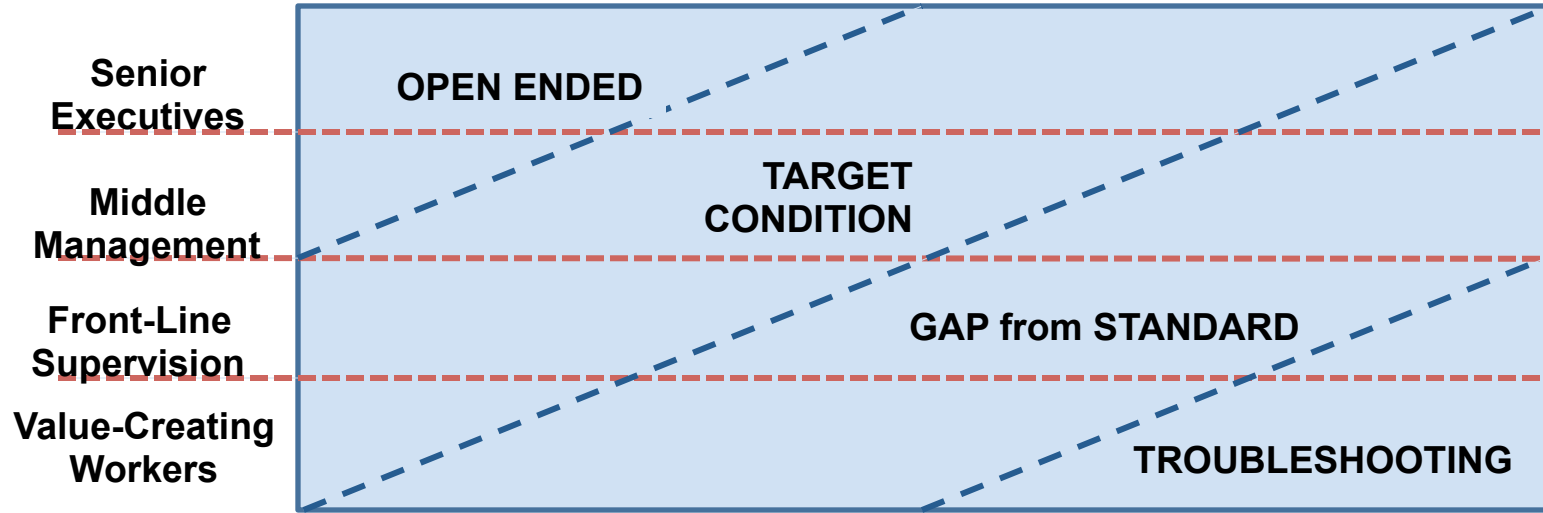 Senior
Executives
OPEN ENDED
Middle
Management
TARGET
CONDITION
Front-Line
Supervision
GAP from STANDARD
Value-Creating
Workers
TROUBLESHOOTING